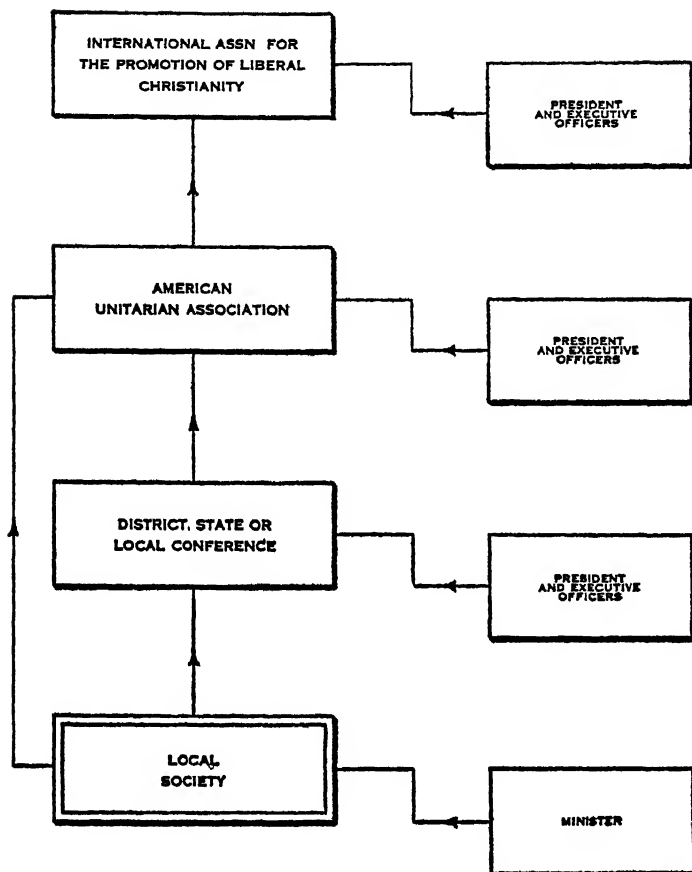 INTERNATIONAL ASSN FOR
THE PROMOTION OF LIBERAL
CHRISTIANITY
PRESIDENT
AND EXECUTIVE
OFFICERS
AMERICAN
UNITARIAN ASSOCIATION
PRESIDENT
AND EXECUTIVE
OFFICERS
DISTRICT, STATE OR
LOCAL CONFERENCE
PRESIDENT
AND EXECUTIVE
OFFICERS
LOCAL
SOCIETY
MINISTER